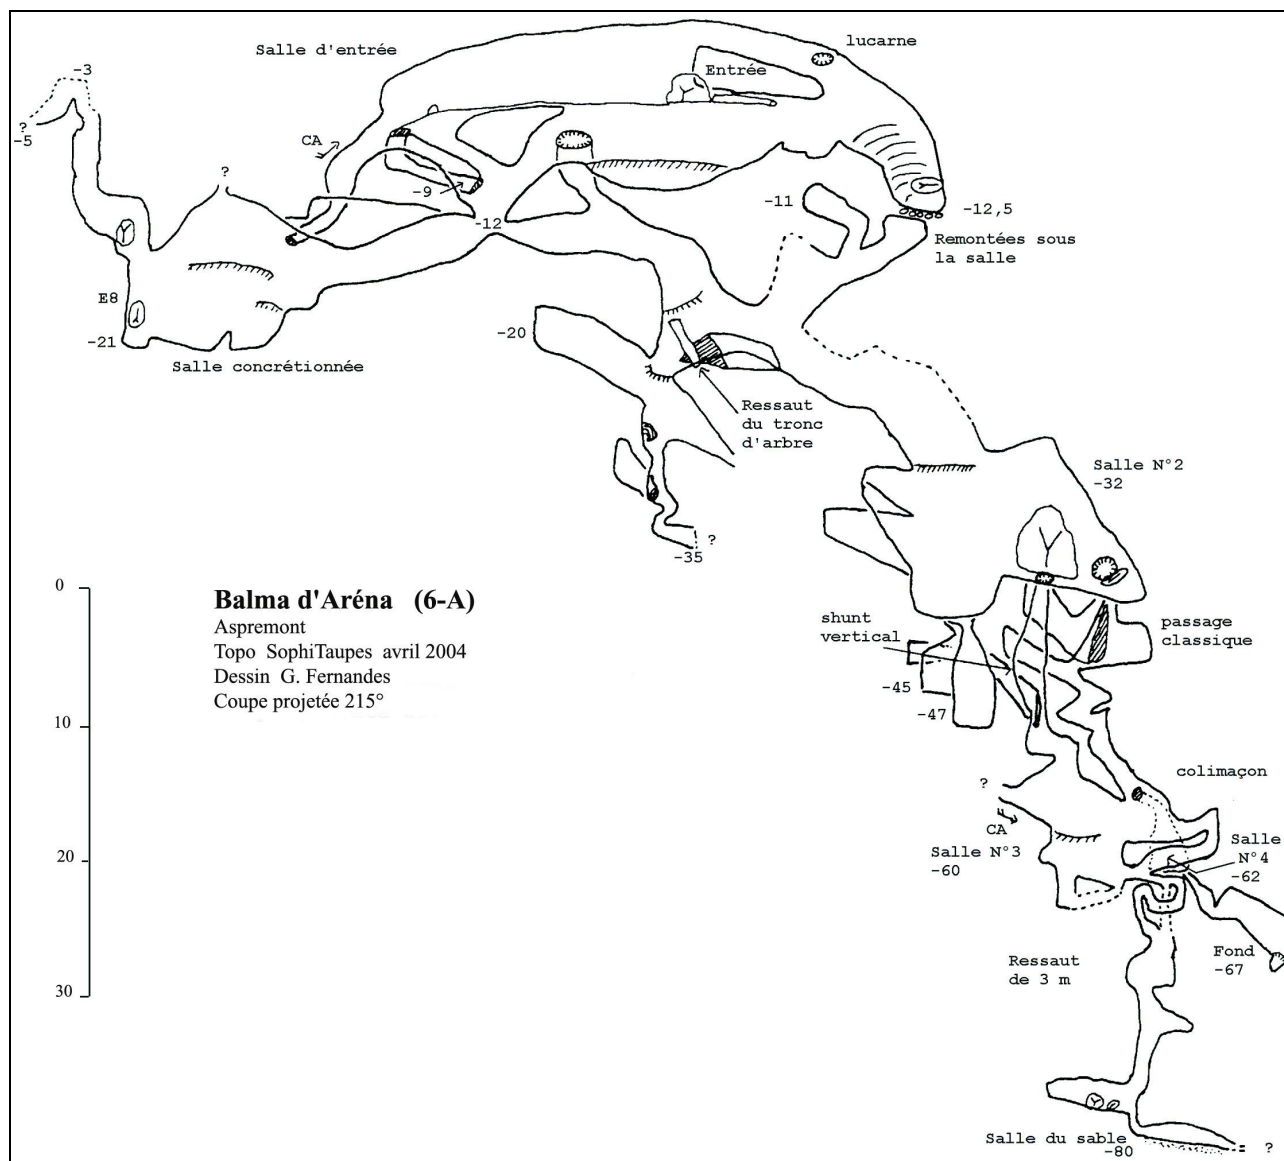 Salle d'entrée
lucarne
Entrée
-3
?
-5
CA
?
-9
-12
-11
-12,5
Remontées sous
la salle
E8
-21
Salle concrétionnée
-20
Ressaut
du tronc
d'arbre
Salle N°2
-32
?
-35
0
10
20
30
Balma d'Aréna (6-A)
Aspremont
Topo SophiTaupes avril 2004
Dessin G. Fernandes
Coupe projetée 215°
shunt
vertical
passage
classique
-45
-47
colimaçon
?
CA
Salle N°3
-60
Salle
N°4
-62
Ressaut
de 3 m
Fond
-67
Salle du sable
-80
?